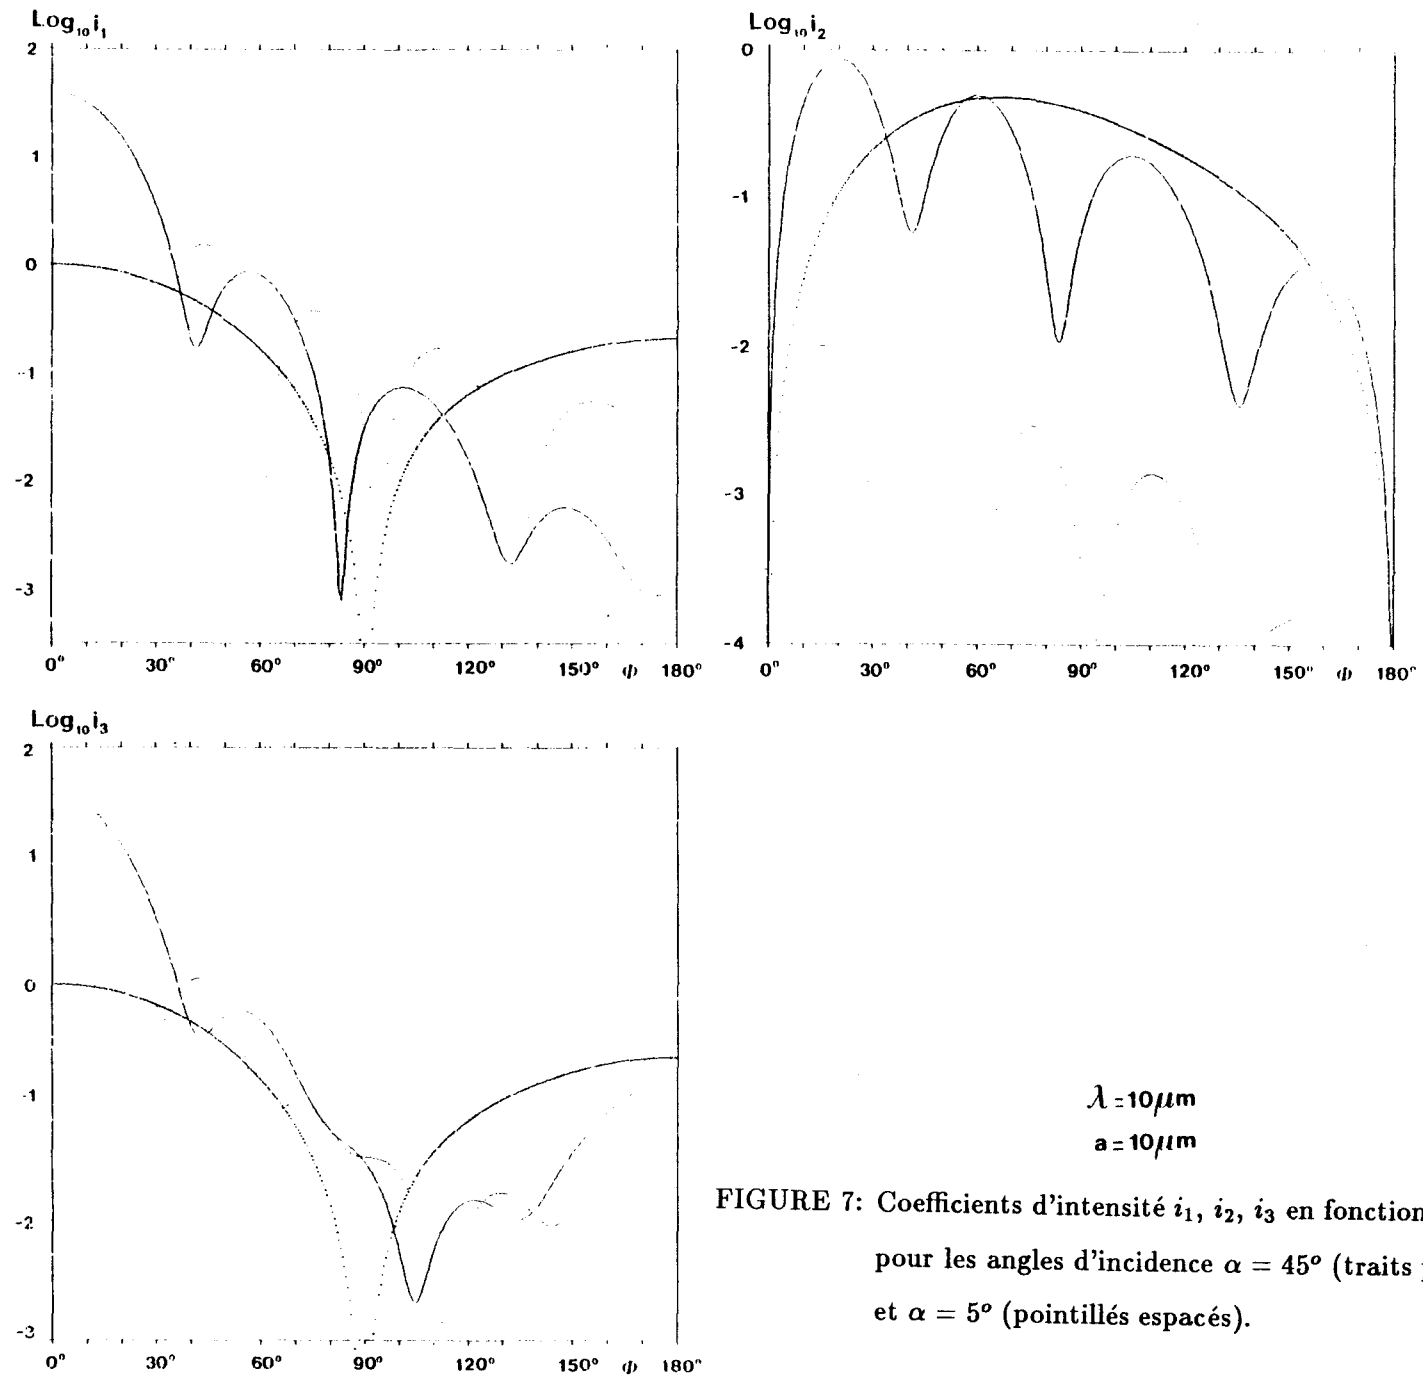 Log₁₀i₁
2
1
0
-1
-2
-3
0° 30° 60° 90° 120° 150° Φ 180°
Log₁₀i₂
0
-1
-2
-3
-4
0° 30° 60° 90° 120° 150° Φ 180°
Log₁₀i₃
2
1
0
-1
-2
-3
0° 30° 60° 90° 120° 150° Φ 180°
λ = 10μm
a = 10μm
FIGURE 7: Coefficients d'intensité i₁, i₂, i₃ en fonction
pour les angles d'incidence α = 45° (traits
et α = 5° (pointillés espacés).